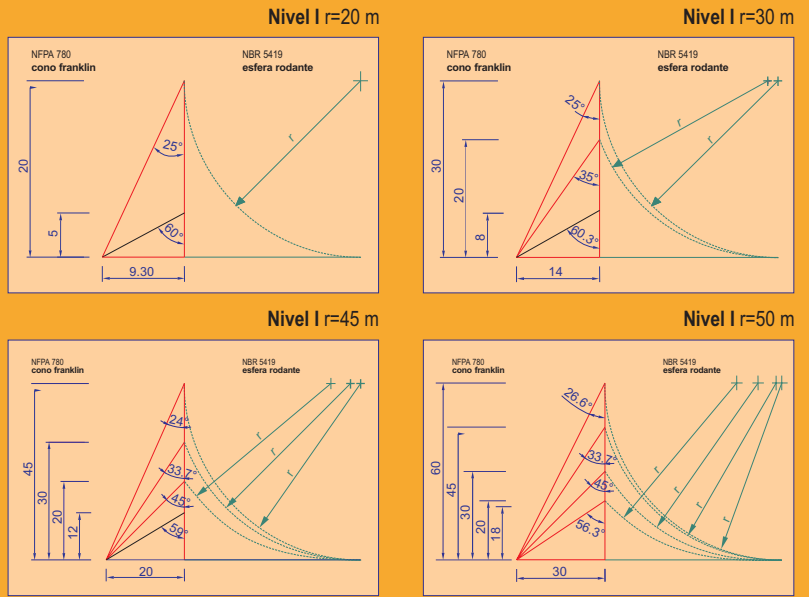 Nivel I r=20 m
NFPA 780
cono franklin
NBR 5419
esfera rodante
20
5
25°
60°
r
9.30
Nivel I r=30 m
NFPA 780
cono franklin
NBR 5419
esfera rodante
30
20
8
25°
35°
60.3°
r
r
14
Nivel I r=45 m
NFPA 780
cono franklin
NBR 5419
esfera rodante
45
30
20
12
24°
33.7°
45°
59°
r
r
r
20
Nivel I r=50 m
NFPA 780
cono franklin
NBR 5419
esfera rodante
60
45
30
20
18
26.6°
33.7°
45°
56.3°
r
r
r
r
30